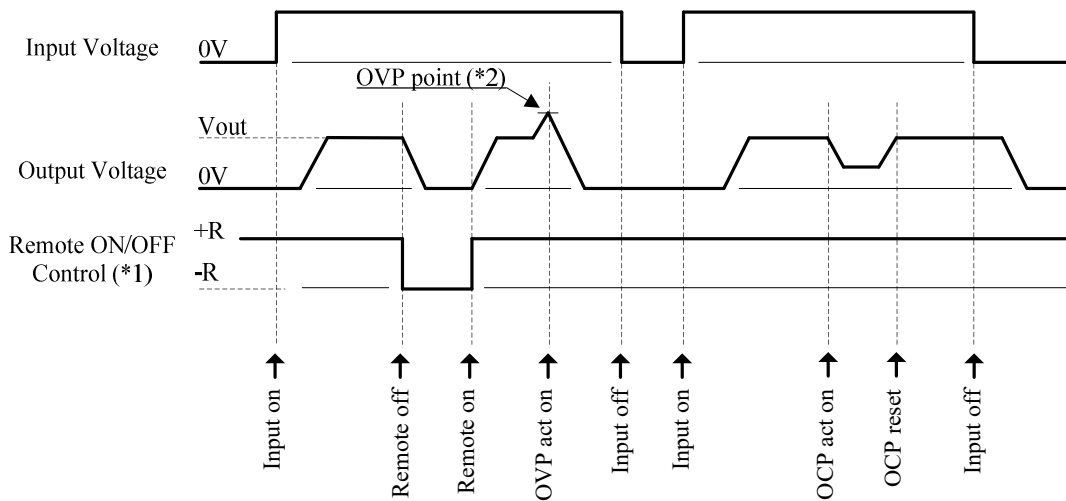 Input Voltage
0V
OVP point (*2)
Vout
Output Voltage
0V
Remote ON/OFF
Control (*1)
+R
-R
Input on
Remote off
Remote on
OVP act on
Input off
Input on
OCP act on
OCP reset
Input off